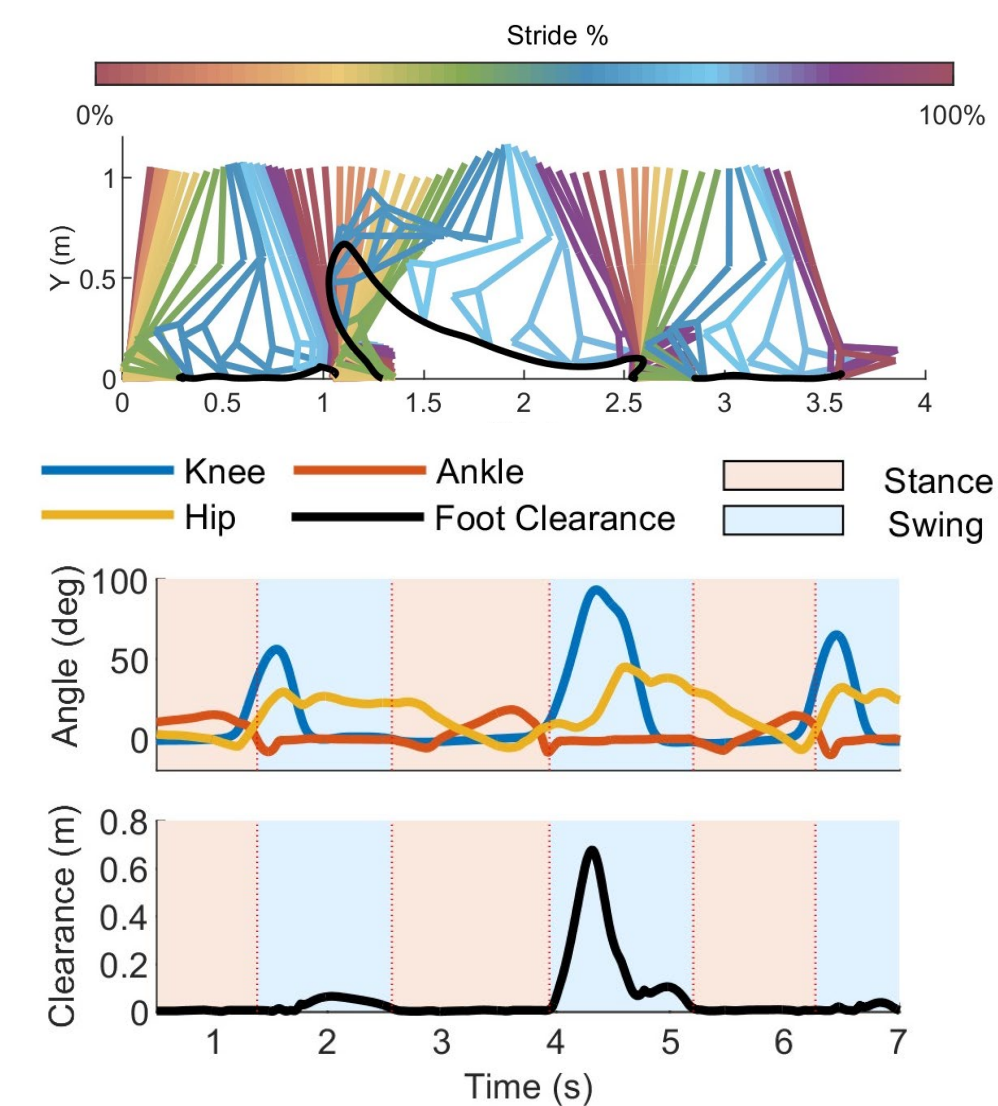 Stride %
0% 100%
Y (m)
1
0.5
0
0 0.5 1 1.5 2 2.5 3 3.5 4
Knee Ankle Stance
Hip Foot Clearance Swing
Angle (deg)
100
50
0
Clearance (m)
0.8
0.6
0.4
0.2
0
1 2 3 4 5 6 7
Time (s)